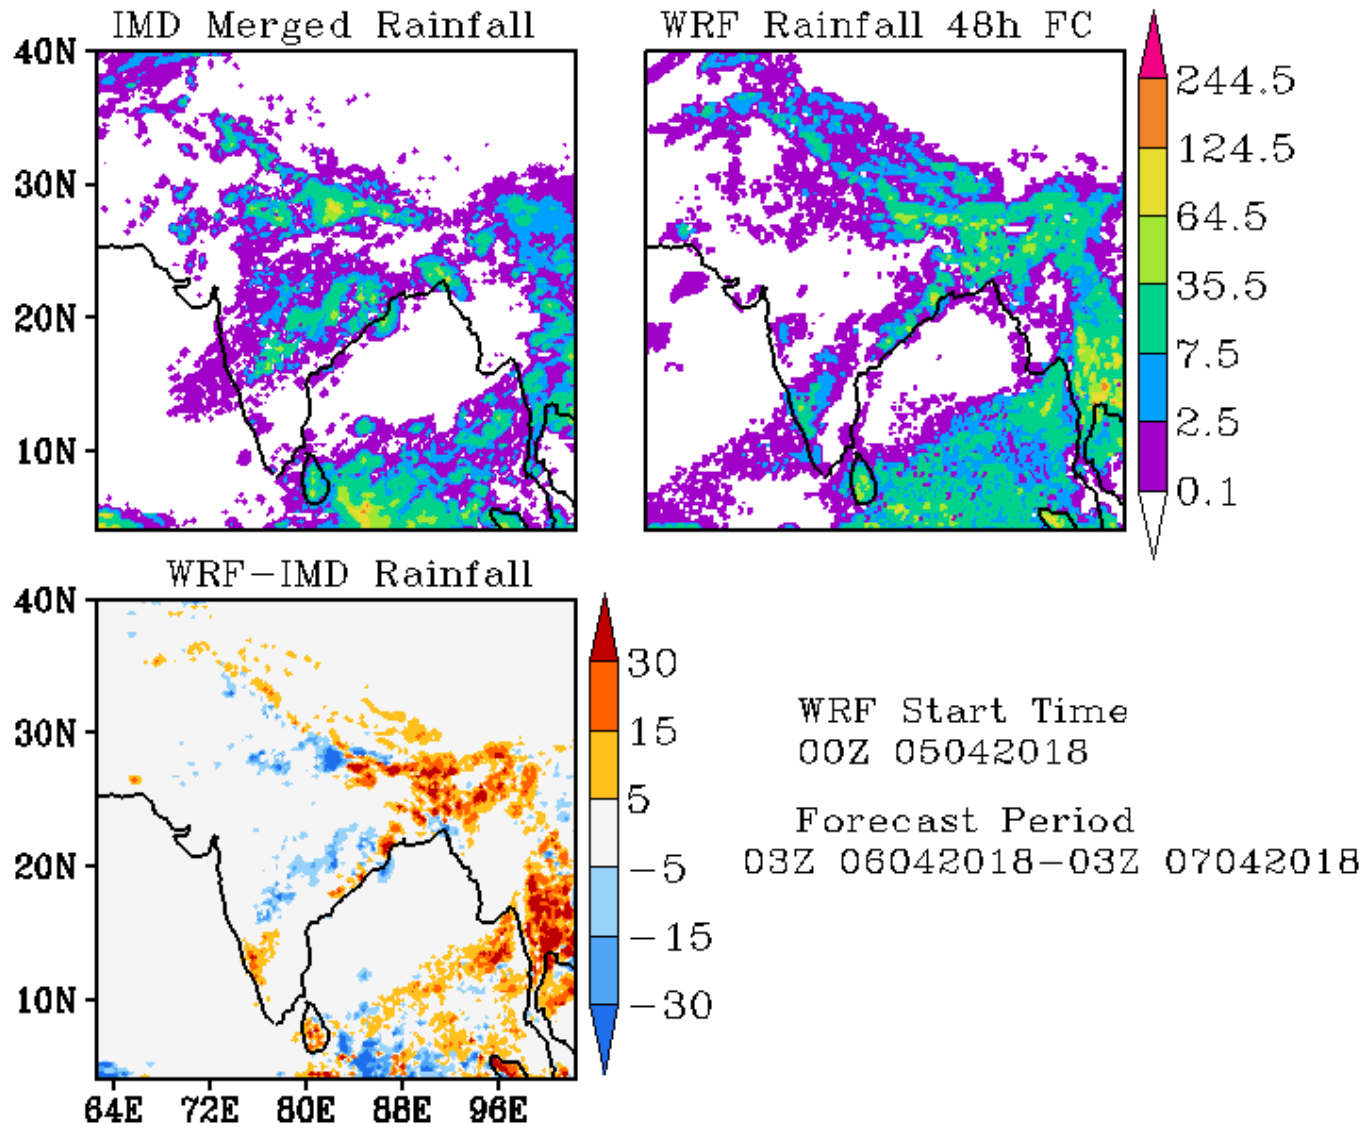 IMD Merged Rainfall
WRF Rainfall 48h FC
40N
30N
20N
10N
244.5
124.5
64.5
35.5
7.5
2.5
0.1
WRF-IMD Rainfall
40N
30N
20N
10N
64E 72E 80E 88E 96E
30
15
5
-5
-15
-30
WRF Start Time
00Z 05042018
Forecast Period
03Z 06042018-03Z 07042018